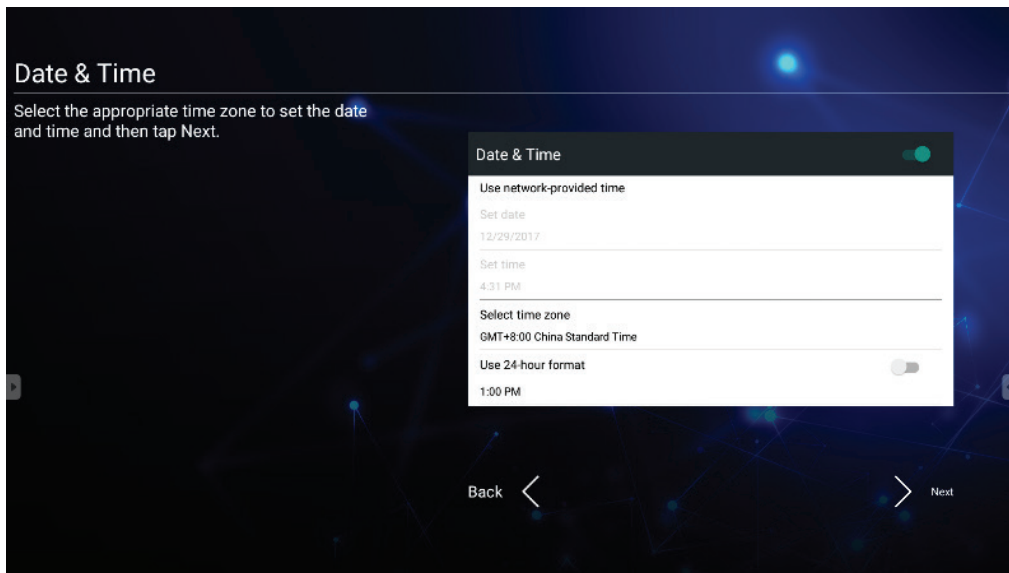 Date & Time
Select the appropriate time zone to set the date
and time and then tap Next.
Date & Time
Use network-provided time
Set date
12/29/2017
Set time
4:31 PM
Select time zone
GMT+8:00 China Standard Time
Use 24-hour format
1:00 PM
Back
Next